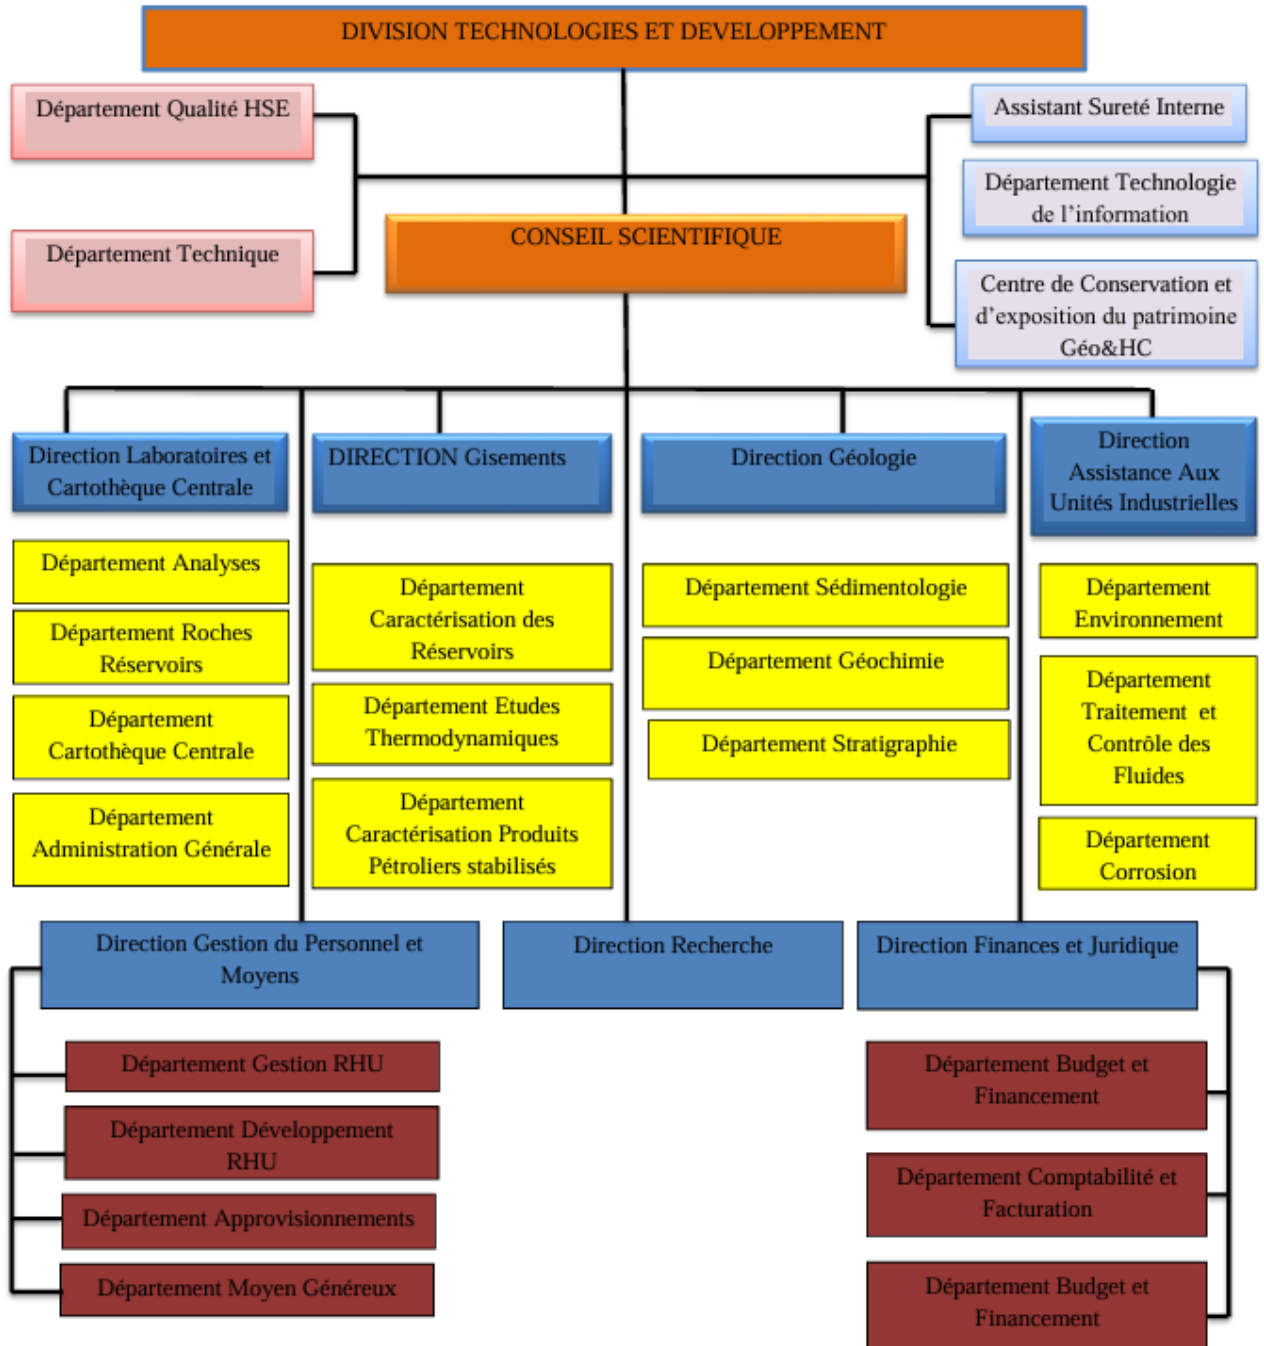 DIVISION TECHNOLOGIES ET DEVELOPPEMENT
Département Qualité HSE
Assistant Sureté Interne
Département Technologie
de l'information
CONSEIL SCIENTIFIQUE
Département Technique
Centre de Conservation et
d'exposition du patrimoine
Géo&HC
Direction Laboratoires et
Cartothèque Centrale
DIRECTION Gisements
Direction Géologie
Direction
Assistance Aux
Unités Industrielles
Département Analyses
Département Roches
Réservoirs
Département
Cartothèque Centrale
Département
Administration Générale
Département
Caractérisation des
Réservoirs
Département Etudes
Thermodynamiques
Département
Caractérisation Produits
Pétroliers stabilisés
Département Sédimentologie
Département Géochimie
Département Stratigraphie
Département
Environnement
Département
Traitement et
Contrôle des
Fluides
Département
Corrosion
Direction Gestion du Personnel et
Moyens
Direction Recherche
Direction Finances et Juridique
Département Gestion RHU
Département Développement
RHU
Département Approvisionnements
Département Moyen Généreux
Département Budget et
Financement
Département Comptabilité et
Facturation
Département Budget et
Financement